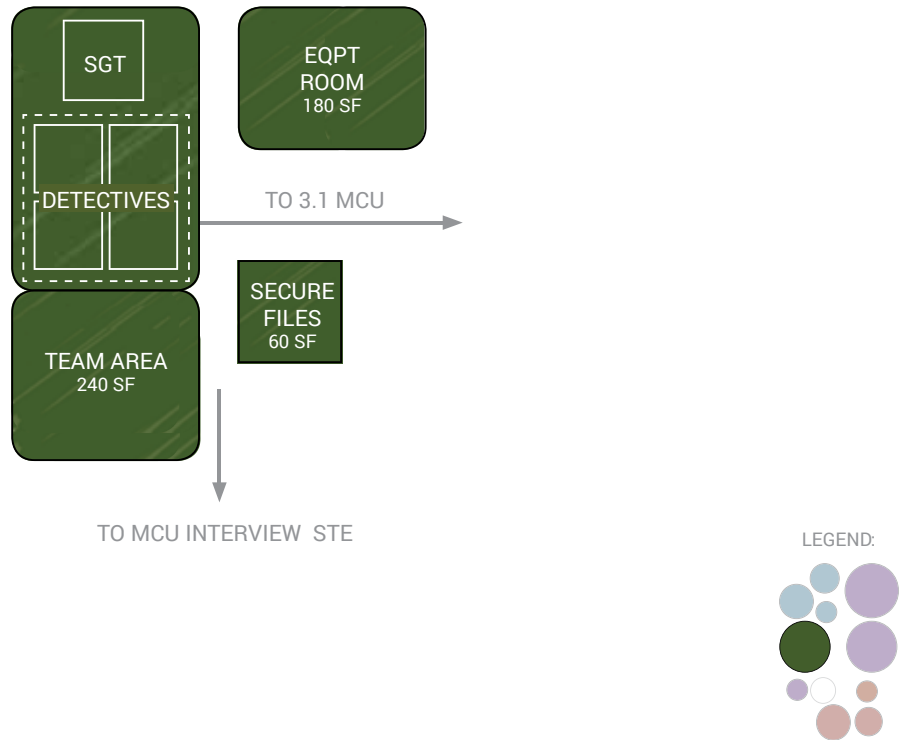 SGT
DETECTIVES
EQPT
ROOM
180 SF
TO 3.1 MCU
SECURE
FILES
60 SF
TEAM AREA
240 SF
TO MCU INTERVIEW STE
LEGEND: